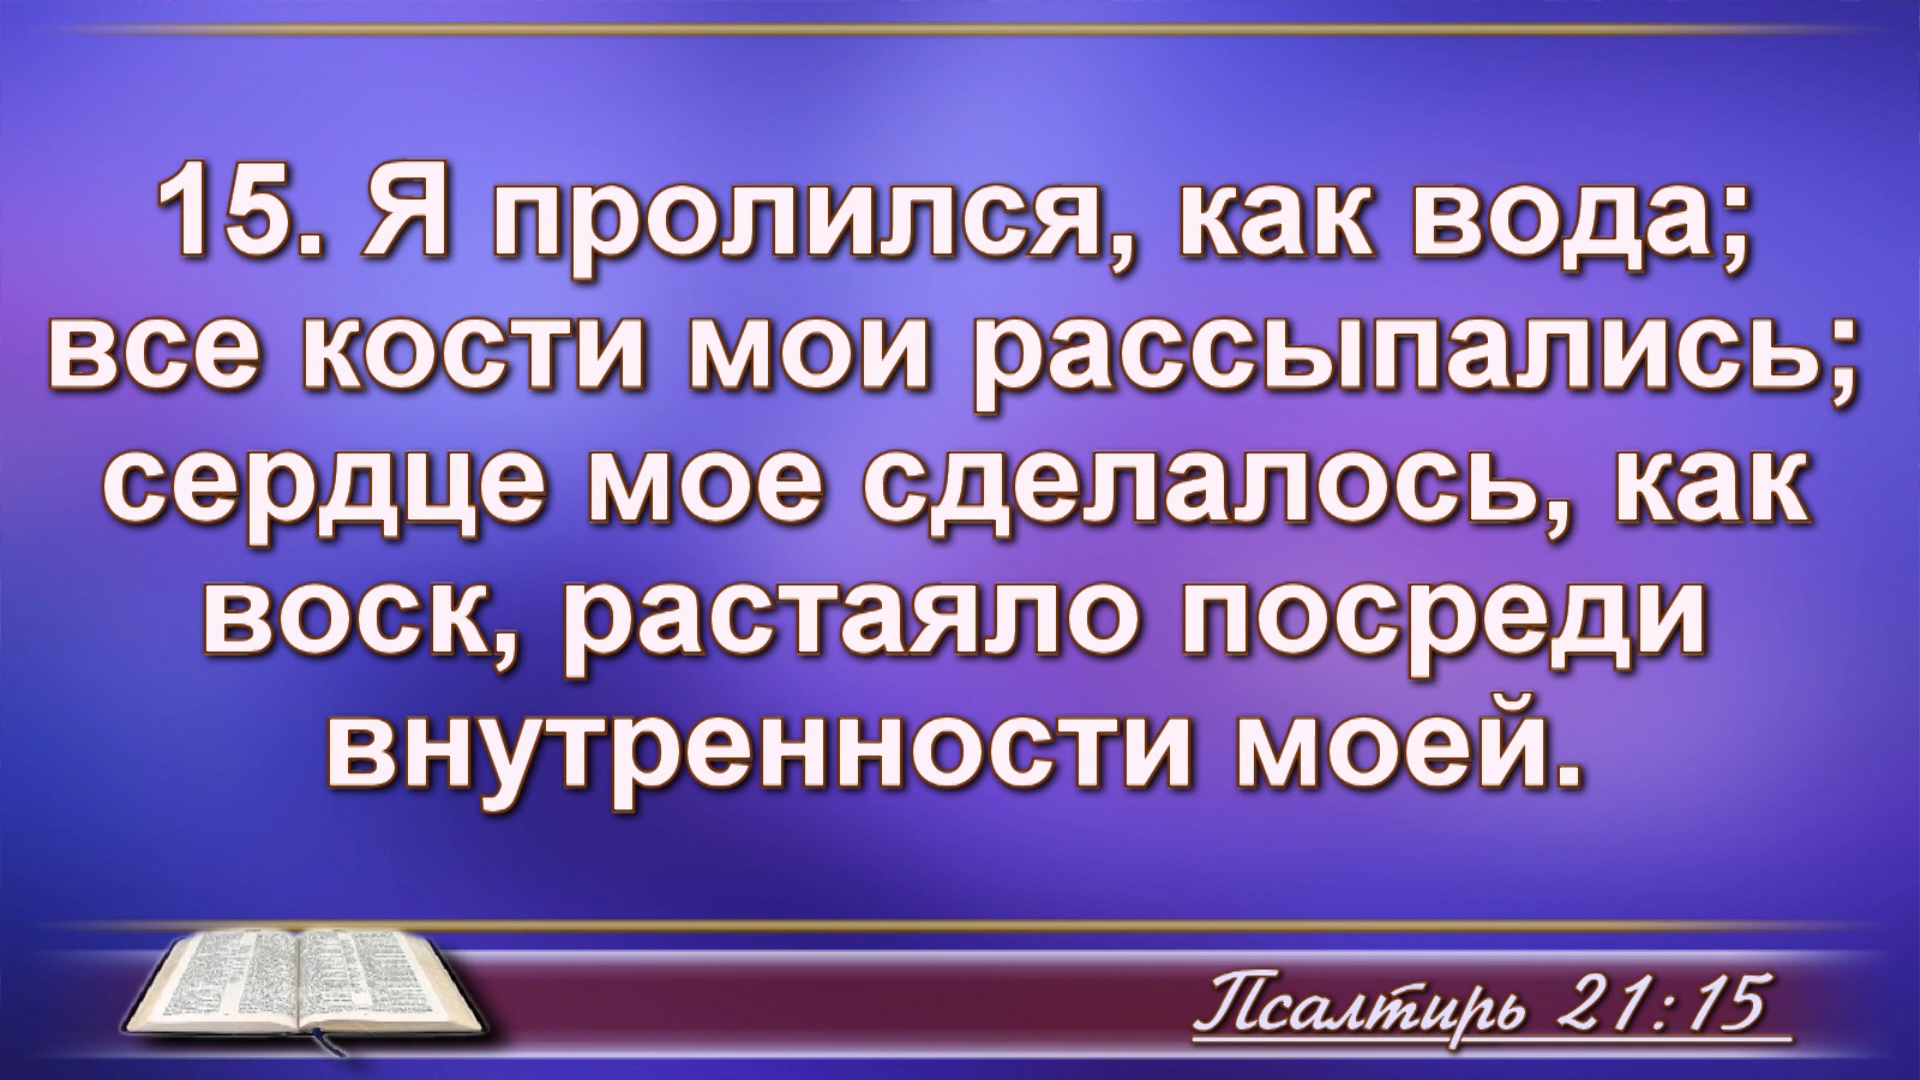 15. Я пролился, как вода;
все кости мои рассыпались;
сердце мое сделалось, как
воск, растаяло посреди
внутренности моей.
Псалтирь 21:15